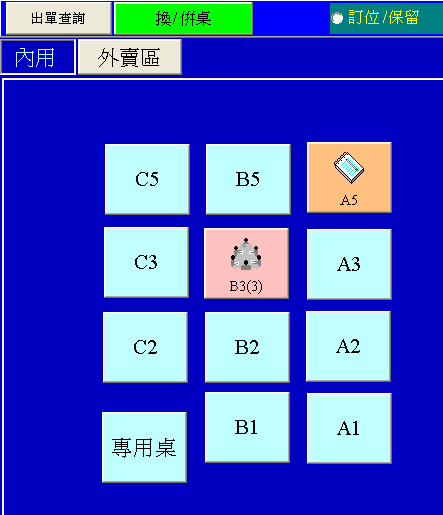 出單查詢 換/併桌 訂位/保留
內用 外賣區
C5 B5 A5
C3 B3(3) A3
C2 B2 A2
專用桌 B1 A1